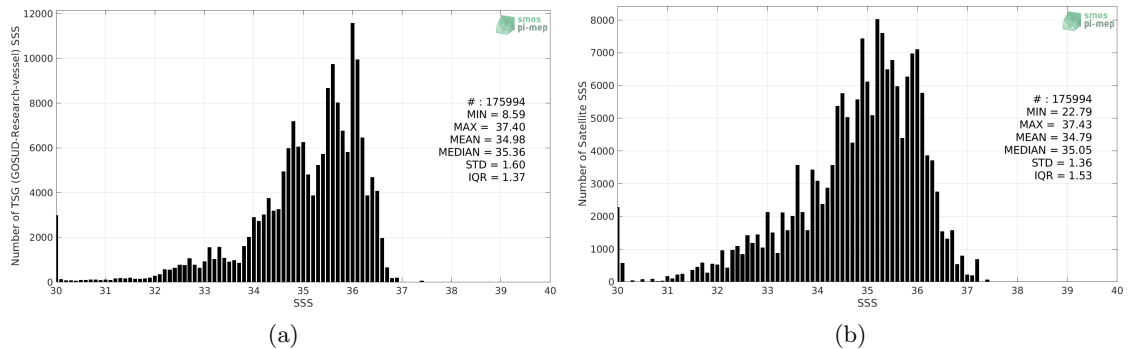 12000
10000
8000
6000
4000
2000
0
Number of TSG (GOSUD-Research-vessel) SSS
smos
pi-mep
# : 175994
MIN = 8.59
MAX = 37.40
MEAN = 34.98
MEDIAN = 35.36
STD = 1.60
IQR = 1.37
30 31 32 33 34 35 36 37 38 39 40
SSS
(a)
8000
7000
6000
5000
4000
3000
2000
1000
0
Number of Satellite SSS
smos
pi-mep
# : 175994
MIN = 22.79
MAX = 37.43
MEAN = 34.79
MEDIAN = 35.05
STD = 1.36
IQR = 1.53
30 31 32 33 34 35 36 37 38 39 40
SSS
(b)